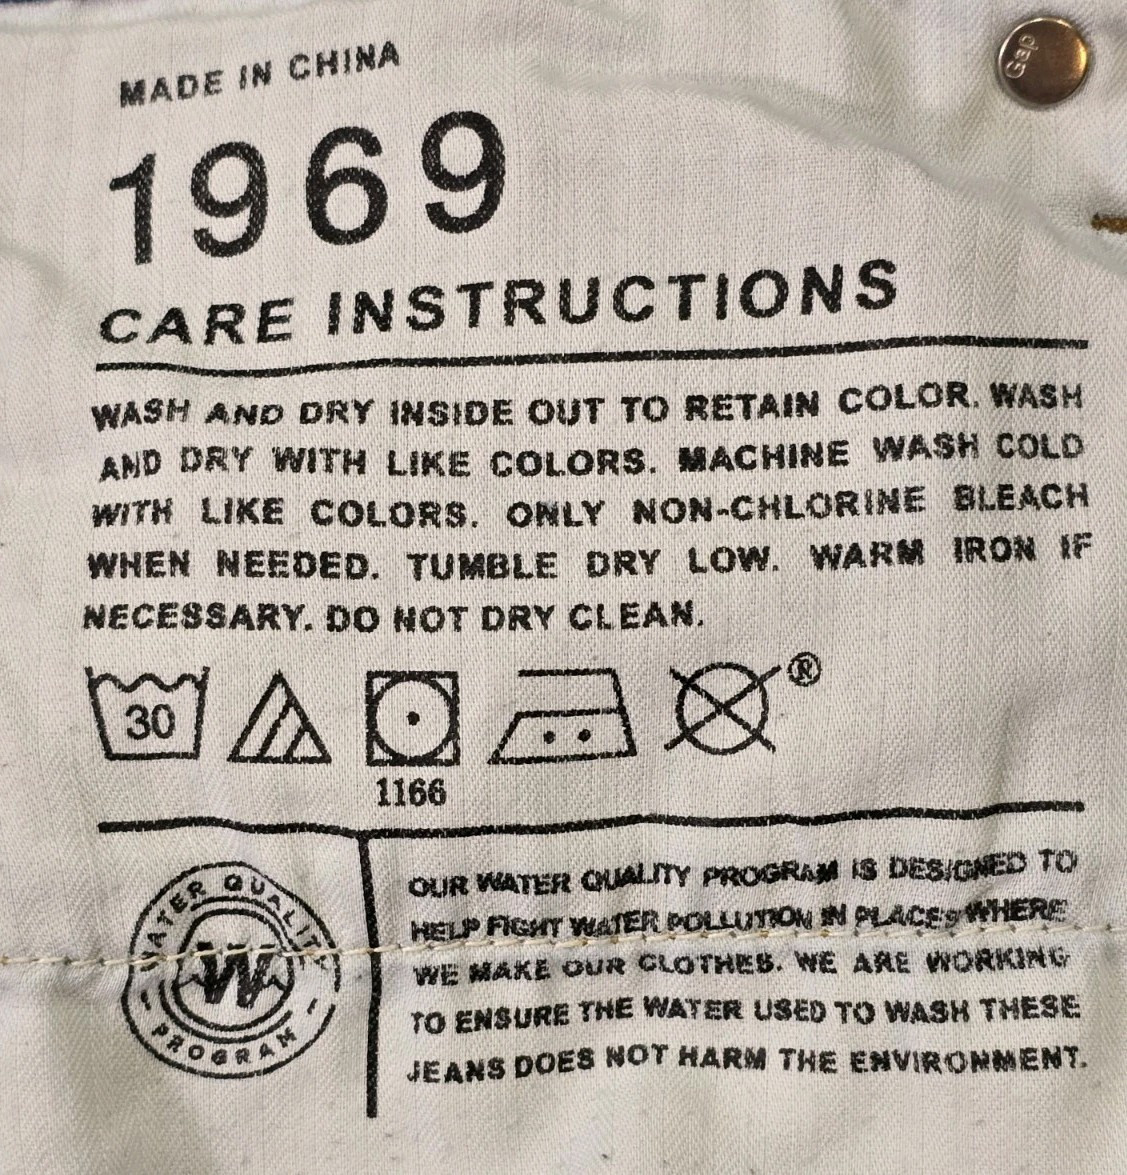 Gap
MADE IN CHINA
1969
CARE INSTRUCTIONS
WASH AND DRY INSIDE OUT TO RETAIN COLOR. WASH
AND DRY WITH LIKE COLORS. MACHINE WASH COLD
WITH LIKE COLORS. ONLY NON-CHLORINE BLEACH
WHEN NEEDED. TUMBLE DRY LOW. WARM IRON IF
NECESSARY. DO NOT DRY CLEAN.
30
®
1166
WATER QUALITY
W
PROGRAM
OUR WATER QUALITY PROGRAM IS DESIGNED TO
HELP FIGHT WATER POLLUTION IN PLACES WHERE
WE MAKE OUR CLOTHES. WE ARE WORKING
TO ENSURE THE WATER USED TO WASH THESE
JEANS DOES NOT HARM THE ENVIRONMENT.